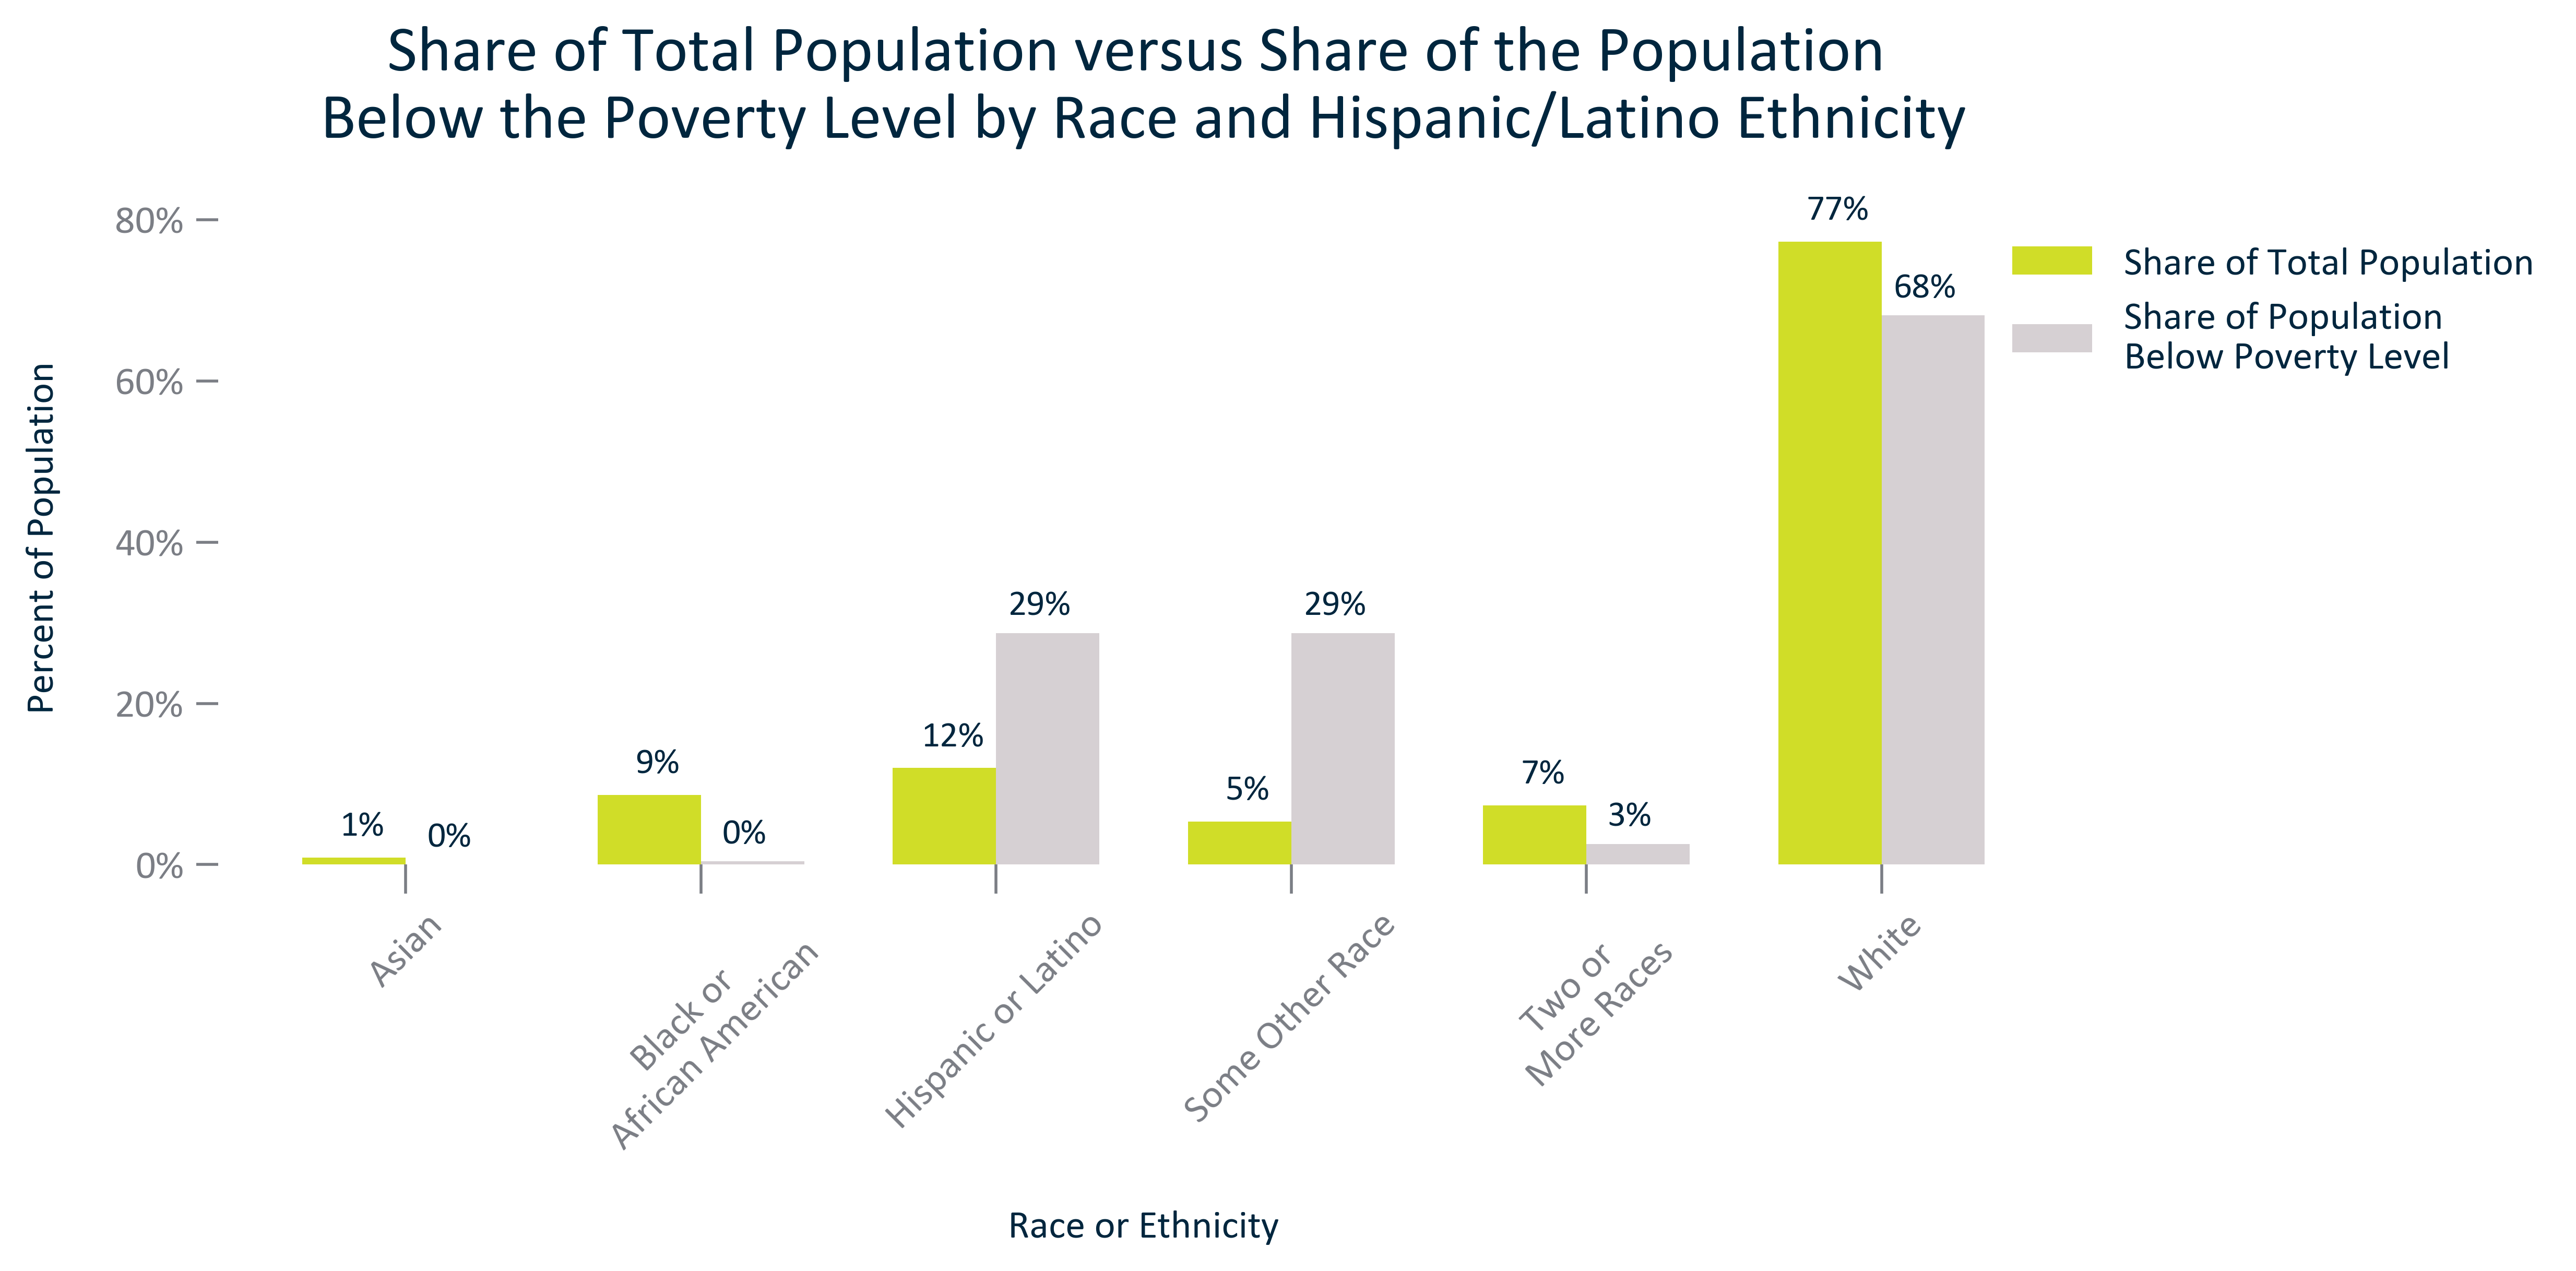 Share of Total Population versus Share of the Population
Below the Poverty Level by Race and Hispanic/Latino Ethnicity
Percent of Population
80%
60%
40%
20%
0%
1%
0%
9%
0%
12%
29%
5%
29%
7%
3%
77%
68%
Share of Total Population
Share of Population
Below Poverty Level
Asian
Black or
African American
Hispanic or Latino
Some Other Race
Two or
More Races
White
Race or Ethnicity